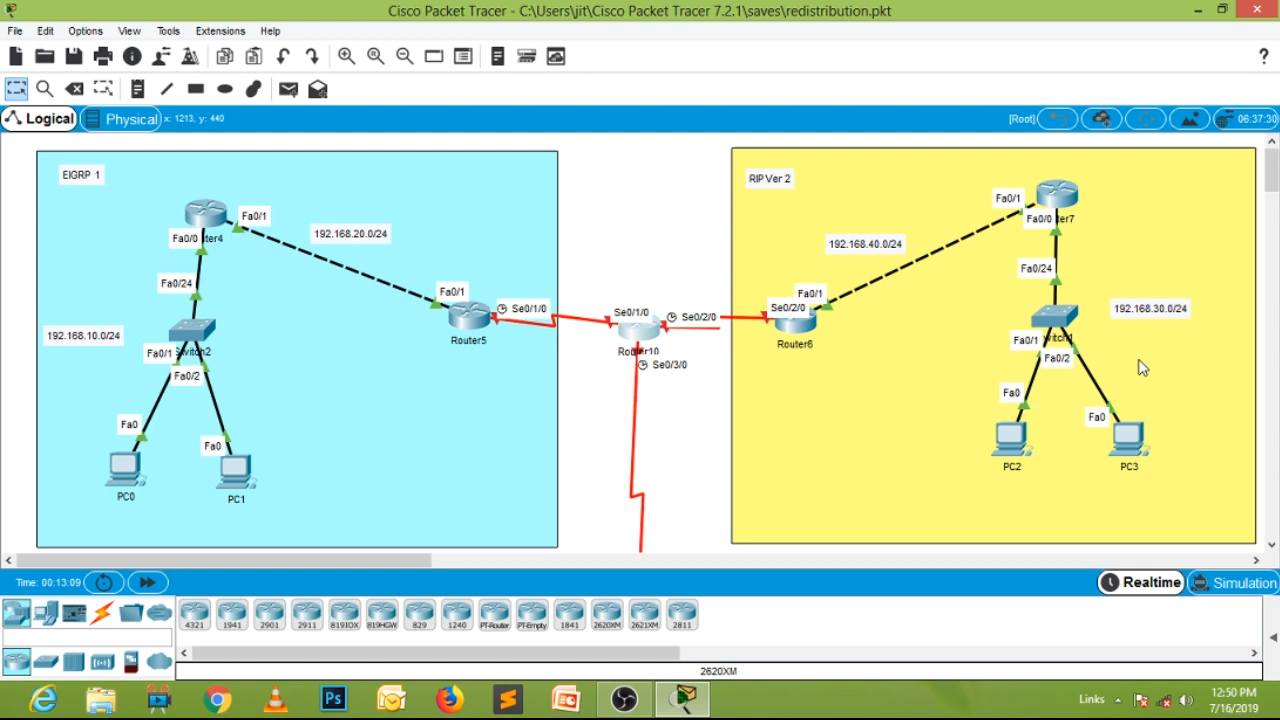 Cisco Packet Tracer - C:\Users\jit\Cisco Packet Tracer 7.2.1\saves\redistribution.pkt
File Edit Options View Tools Extensions Help
Logical Physical x: 1213, y: 440 [Root] 06:37:30
EIGRP 1
RIP Ver 2
Fa0/1
Fa0/0
ter4
192.168.20.0/24
Fa0/24
192.168.10.0/24
Fa0/1
Fa0/2
Fa0
Fa0
PC0
PC1
Fa0/1
Se0/1/0
Router5
Se0/1/0
Se0/2/0
Router10
Se0/3/0
Se0/2/0
Fa0/1
Router6
192.168.40.0/24
Fa0/1
Fa0/0
ter7
Fa0/24
192.168.30.0/24
Fa0/1
Fa0/2
Fa0
Fa0
PC2
PC3
Time: 00:13:09 Realtime Simulation
4321 1941 2901 2911 819IOX 819HGW 829 1240 PT-Router PT-Empty 1841 2620XM 2621XM 2811
2620XM
Links 12:50 PM
7/16/2019